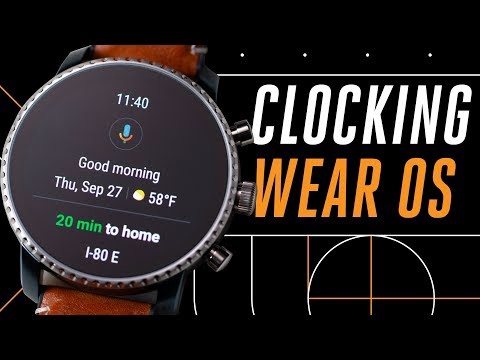 11:40
Good morning
Thu, Sep 27 | 58°F
20 min to home
I-80 E
CLOCKING
WEAR OS